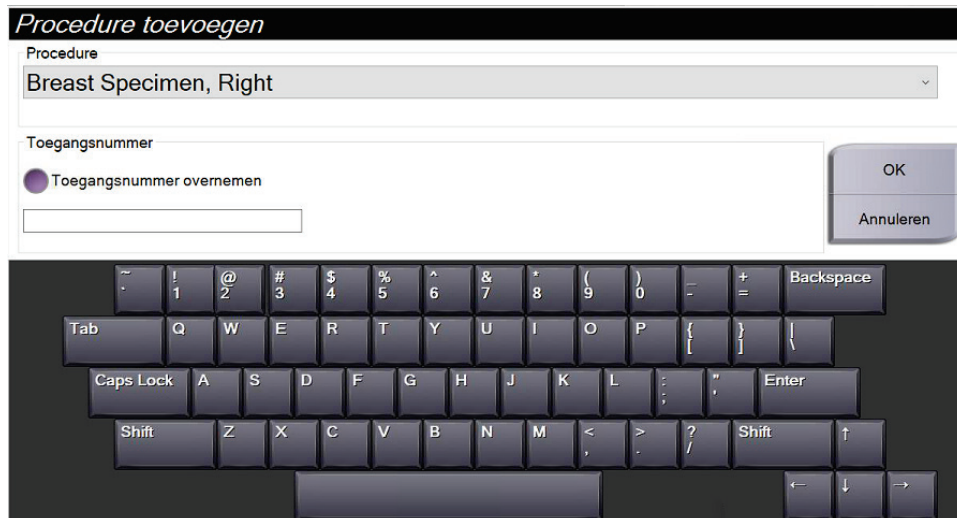 Procedure toevoegen
Procedure
Breast Specimen, Right
Toegangsnummer
Toegangsnummer overnemen
OK
Annuleren
~ ! @ # $ % ^ & * ( ) _ + Backspace
` 1 2 3 4 5 6 7 8 9 0 - =
Tab Q W E R T Y U I O P { } |
[ ] \
Caps Lock A S D F G H J K L : " Enter
; '
Shift Z X C V B N M < > ? Shift ↑
, . /
← ↓ →